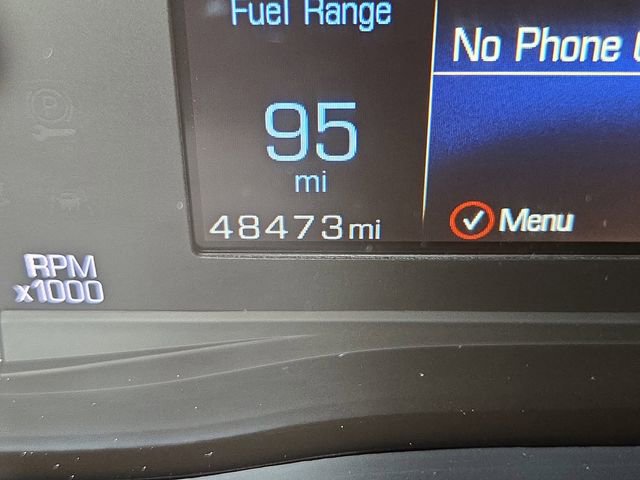 Fuel Range
No Phone
95
mi
48473mi
Menu
RPM
x1000